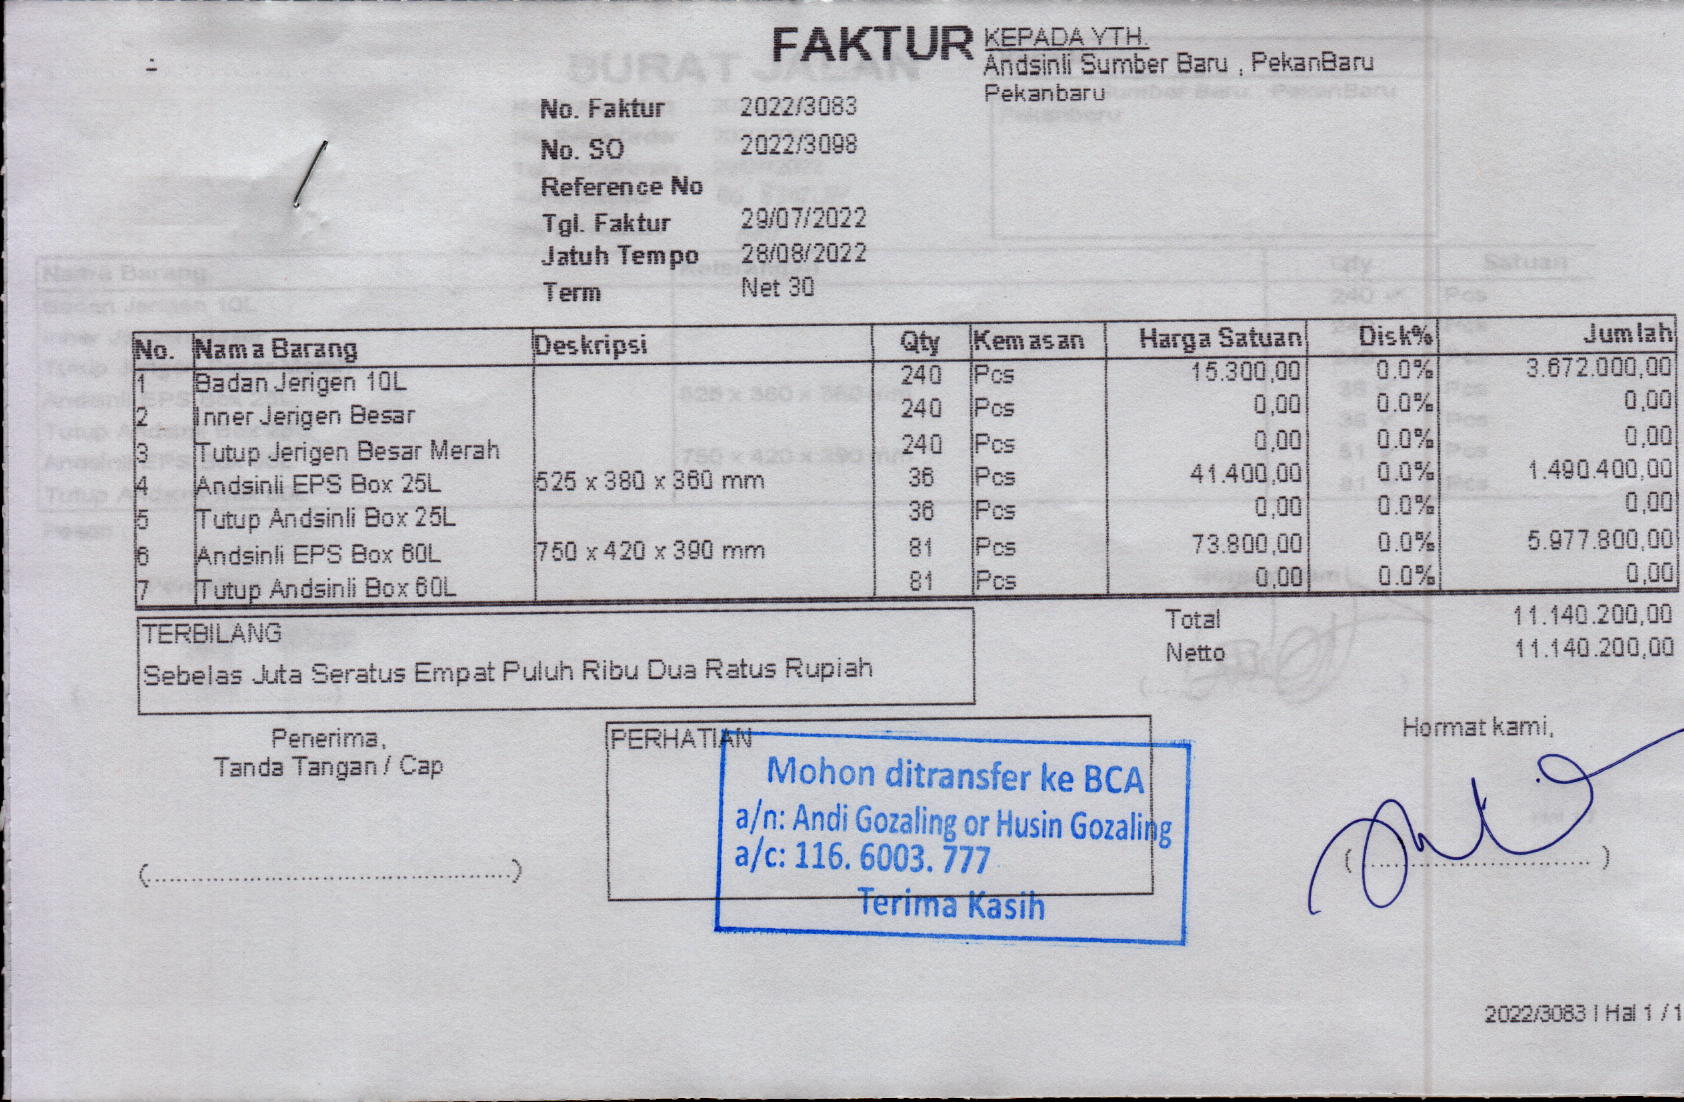 FAKTUR
KEPADA YTH.
Andsinli Sumber Baru , PekanBaru
Pekanbaru
No. Faktur 2022/3083
No. SO 2022/3098
Reference No
Tgl. Faktur 29/07/2022
Jatuh Tempo 28/08/2022
Term Net 30
No. Nama Barang Deskripsi Qty Kemasan Harga Satuan Disk% Jumlah
1 Badan Jerigen 10L 240 Pcs 15.300,00 0.0% 3.672.000,00
2 Inner Jerigen Besar 240 Pcs 0,00 0.0% 0,00
3 Tutup Jerigen Besar Merah 240 Pcs 0,00 0.0% 0,00
4 Andsinli EPS Box 25L 525 x 380 x 360 mm 36 Pcs 41.400,00 0.0% 1.490.400,00
5 Tutup Andsinli Box 25L 36 Pcs 0,00 0.0% 0,00
6 Andsinli EPS Box 60L 750 x 420 x 390 mm 81 Pcs 73.800,00 0.0% 5.977.800,00
7 Tutup Andsinli Box 60L 81 Pcs 0,00 0.0% 0,00
Total 11.140.200,00
Netto 11.140.200,00
TERBILANG
Sebelas Juta Seratus Empat Puluh Ribu Dua Ratus Rupiah
Penerima,
Tanda Tangan / Cap
PERHATIAN
Mohon ditransfer ke BCA
a/n: Andi Gozaling or Husin Gozaling
a/c: 116. 6003. 777
Terima Kasih
Hormat kami,
2022/3083 | Hal 1 / 1